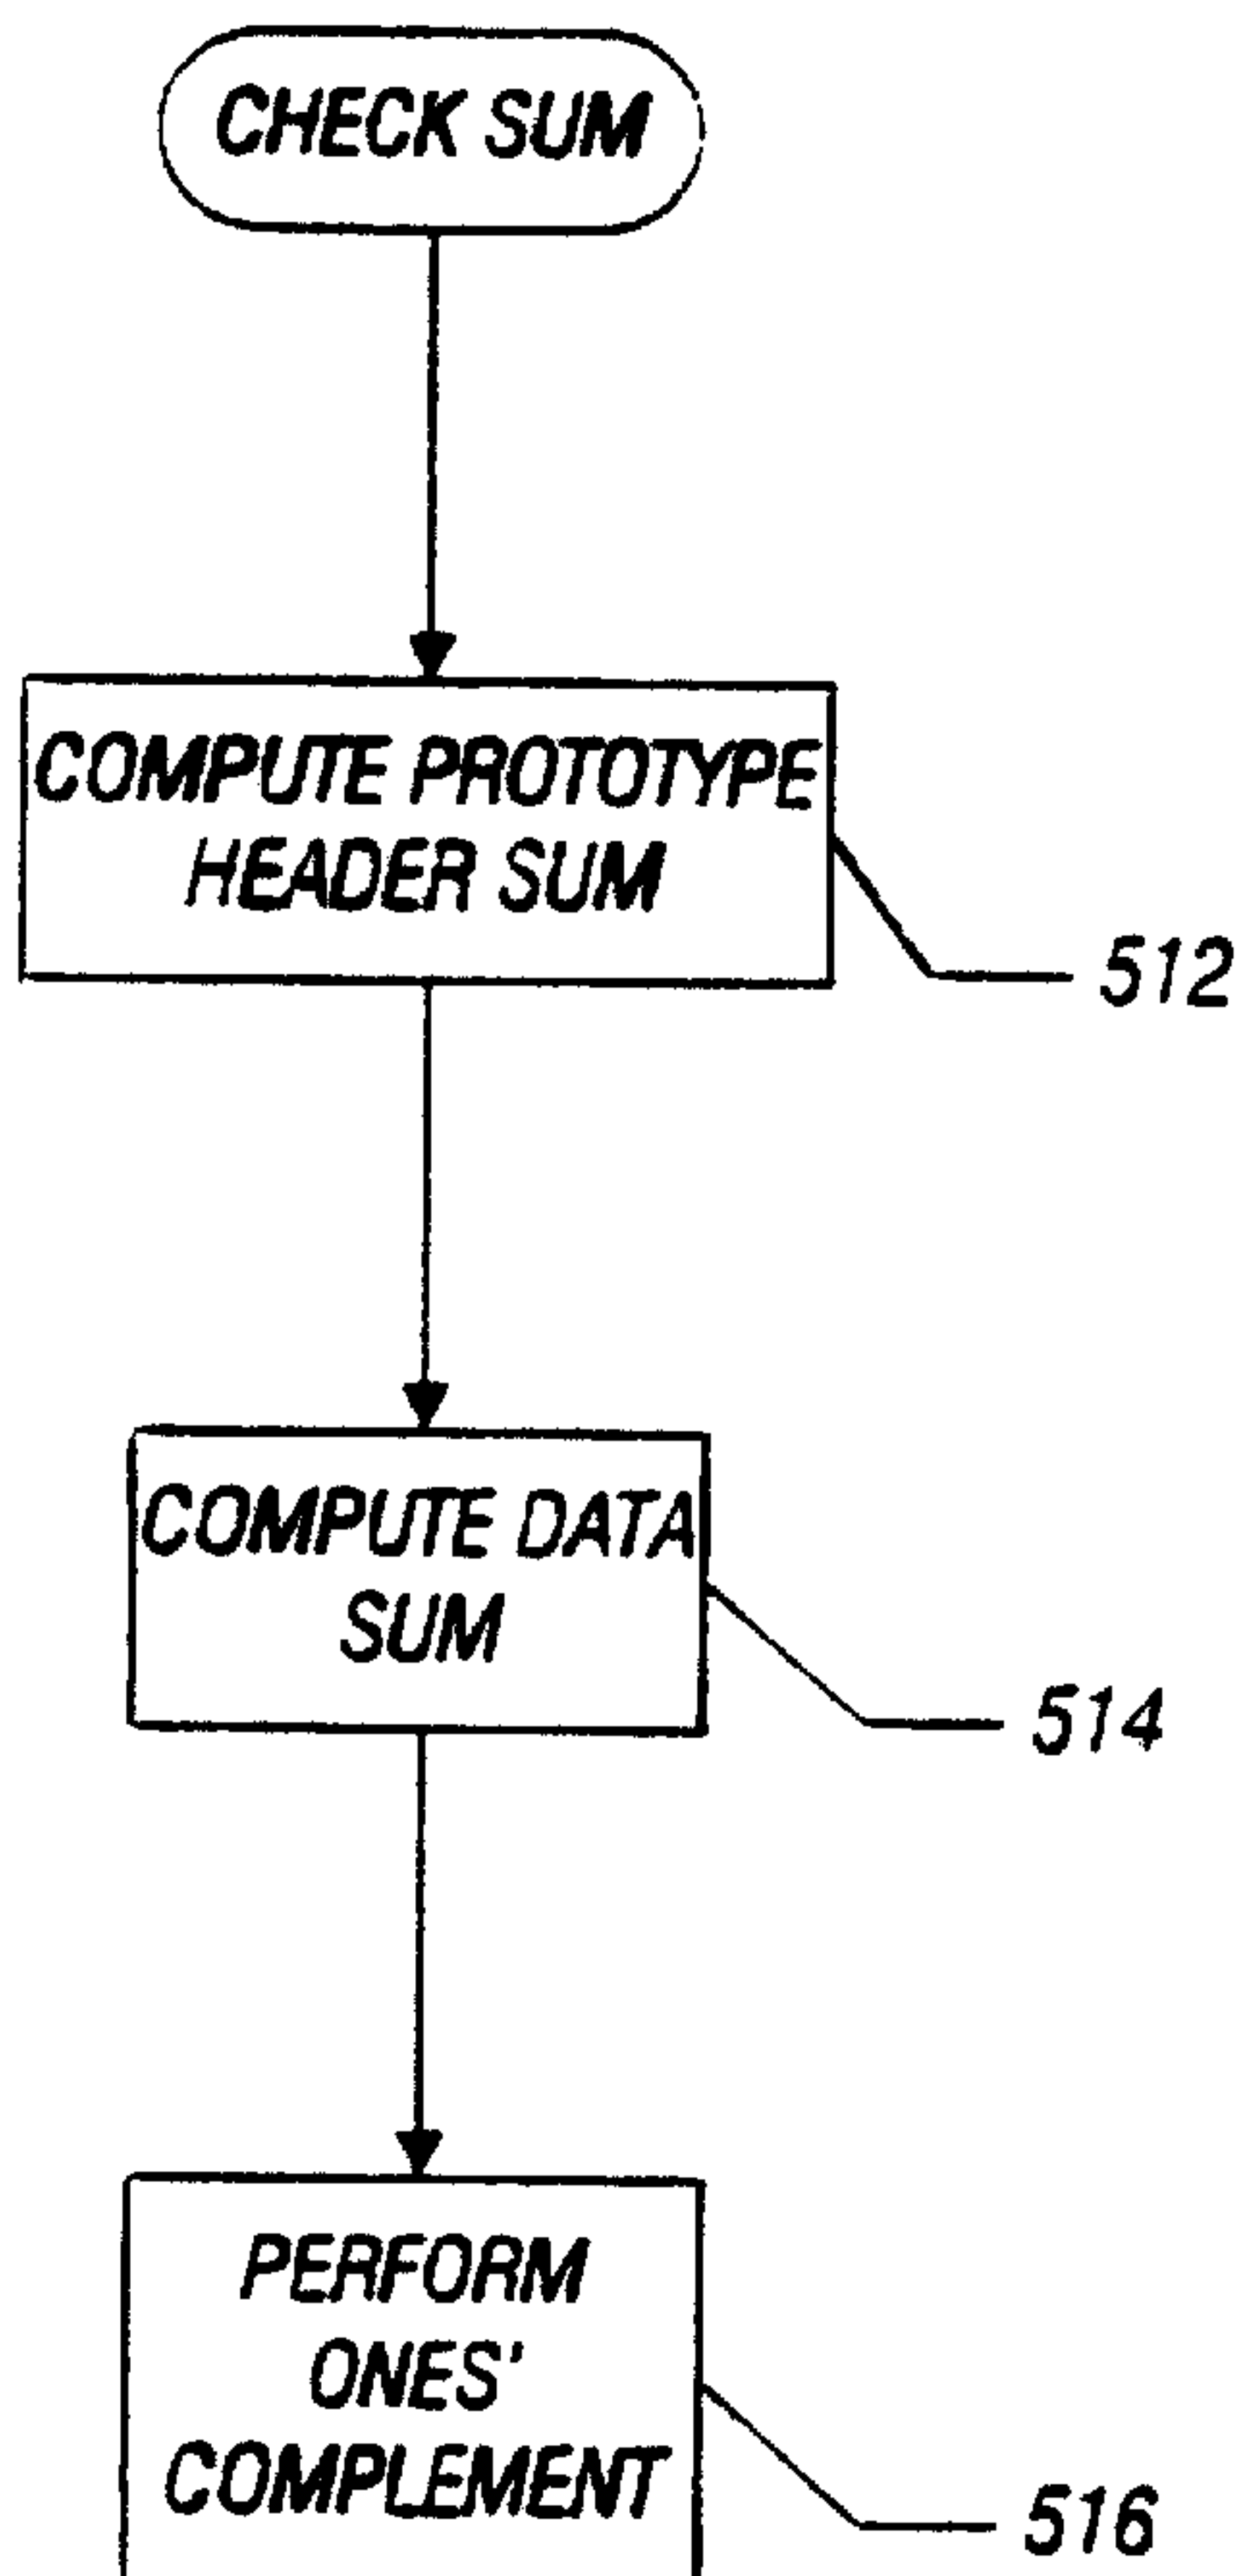 CHECK SUM
COMPUTE PROTOTYPE
HEADER SUM
512
COMPUTE DATA
SUM
514
PERFORM
ONES'
COMPLEMENT
516